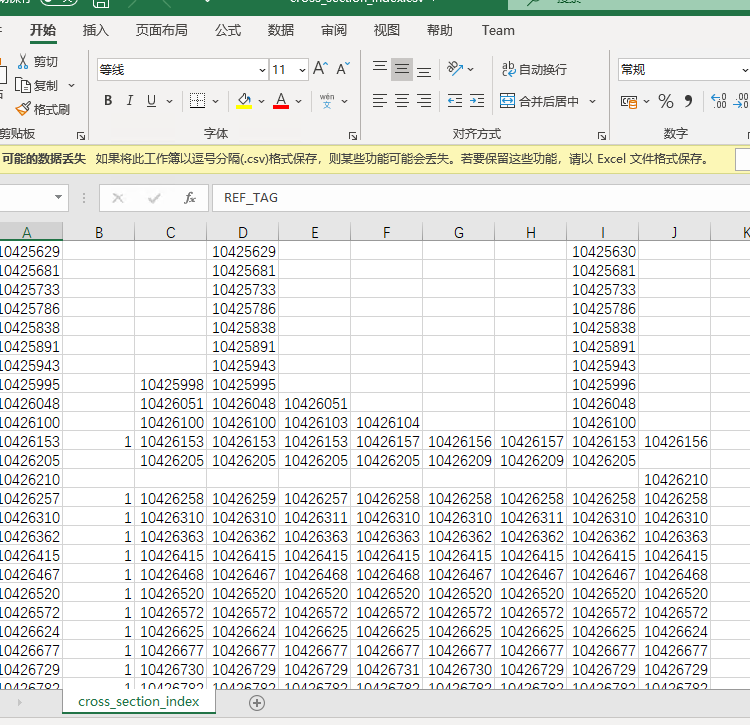 cross_section_index.csv
开始 插入 页面布局 公式 数据 审阅 视图 帮助 Team
剪切
复制
格式刷
剪贴板
等线 11
字体
wén 文
ab 自动换行
合并后居中
对齐方式
常规
数字
可能的数据丢失 如果将此工作簿以逗号分隔(.csv)格式保存，则某些功能可能会丢失。若要保留这些功能，请以 Excel 文件格式保存。
fx REF_TAG
A B C D E F G H I J K
10425629 10425629 10425630
10425681 10425681 10425681
10425733 10425733 10425733
10425786 10425786 10425786
10425838 10425838 10425838
10425891 10425891 10425891
10425943 10425943 10425943
10425995 10425998 10425995 10425996
10426048 10426051 10426048 10426051 10426048
10426100 10426100 10426100 10426103 10426104 10426100
10426153 1 10426153 10426153 10426153 10426157 10426156 10426157 10426153 10426156
10426205 10426205 10426205 10426205 10426205 10426209 10426209 10426205
10426210 10426210
10426257 1 10426258 10426259 10426257 10426258 10426258 10426258 10426258 10426258
10426310 1 10426310 10426310 10426311 10426310 10426310 10426311 10426310 10426310
10426362 1 10426363 10426362 10426363 10426363 10426362 10426362 10426362 10426363
10426415 1 10426415 10426415 10426415 10426415 10426415 10426415 10426415 10426415
10426467 1 10426468 10426467 10426468 10426468 10426467 10426467 10426467 10426468
10426520 1 10426520 10426520 10426520 10426520 10426520 10426520 10426520 10426520
10426572 1 10426572 10426572 10426572 10426572 10426572 10426572 10426572 10426572
10426624 1 10426625 10426624 10426625 10426625 10426625 10426625 10426625 10426624
10426677 1 10426677 10426677 10426677 10426677 10426677 10426677 10426677 10426677
10426729 1 10426730 10426729 10426729 10426731 10426730 10426729 10426729 10426729
10426782 1 10426782 10426782 10426782 10426782 10426782 10426782 10426782 10426782
cross_section_index